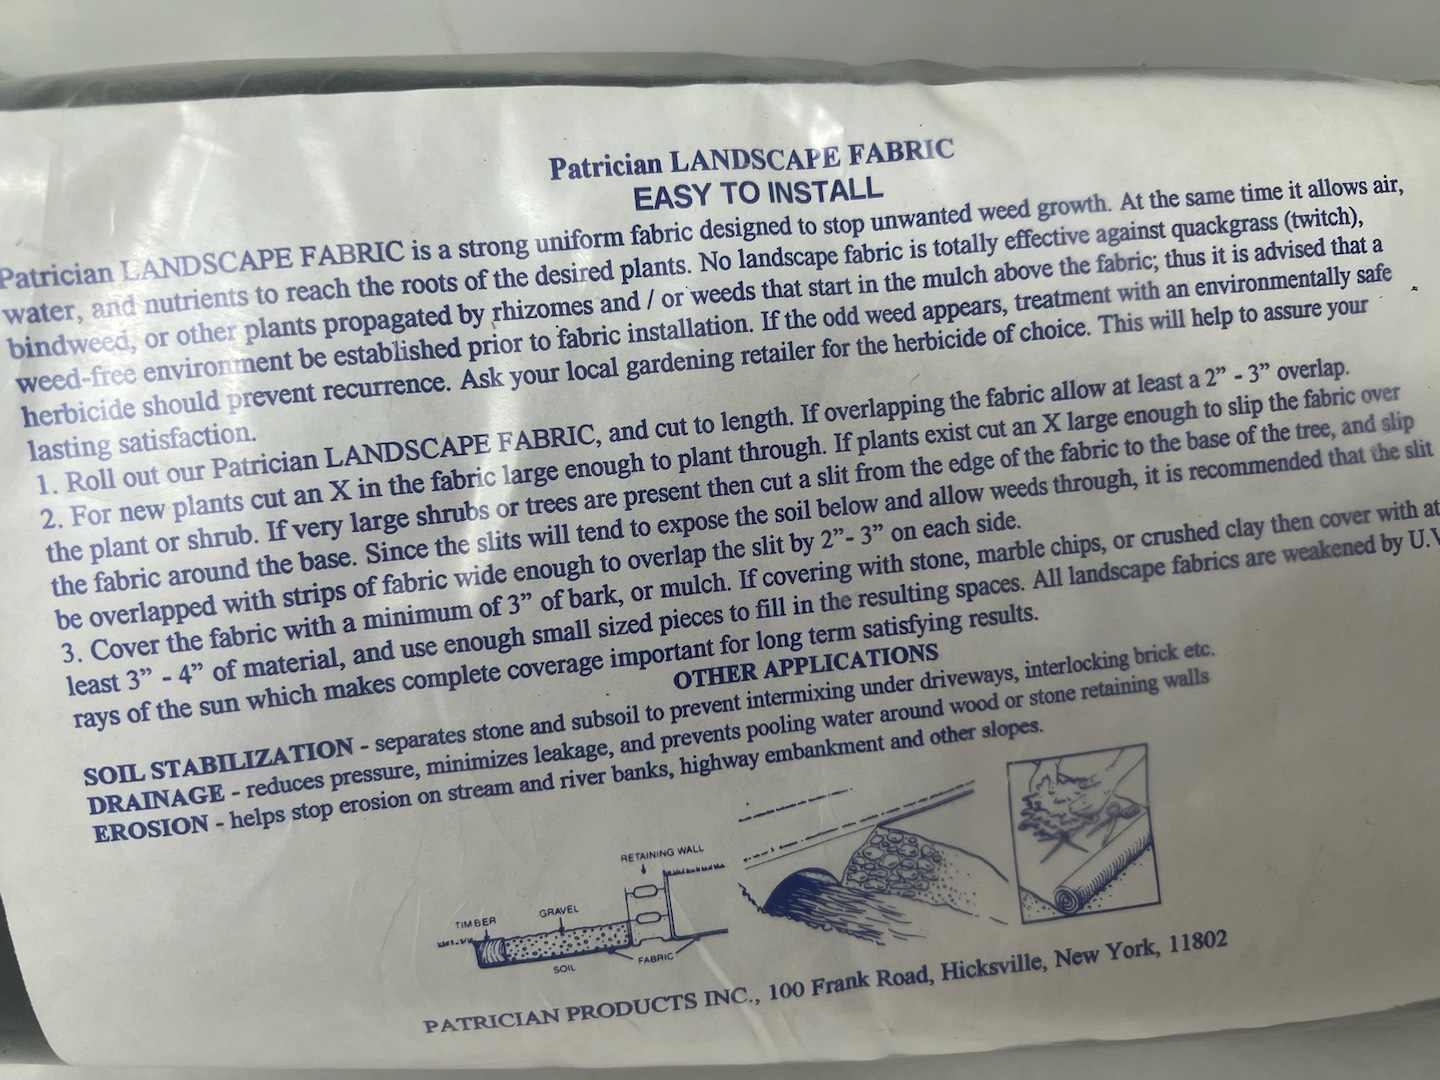 Patrician LANDSCAPE FABRIC
EASY TO INSTALL
Patrician LANDSCAPE FABRIC is a strong uniform fabric designed to stop unwanted weed growth. At the same time it allows air,
water, and nutrients to reach the roots of the desired plants. No landscape fabric is totally effective against quackgrass (twitch),
bindweed, or other plants propagated by rhizomes and / or weeds that start in the mulch above the fabric; thus it is advised that a
weed-free environment be established prior to fabric installation. If the odd weed appears, treatment with an environmentally safe
herbicide should prevent recurrence. Ask your local gardening retailer for the herbicide of choice. This will help to assure your
lasting satisfaction.
1. Roll out our Patrician LANDSCAPE FABRIC, and cut to length. If overlapping the fabric allow at least a 2” - 3” overlap.
2. For new plants cut an X in the fabric large enough to plant through. If plants exist cut an X large enough to slip the fabric over
the plant or shrub. If very large shrubs or trees are present then cut a slit from the edge of the fabric to the base of the tree, and slip
the fabric around the base. Since the slits will tend to expose the soil below and allow weeds through, it is recommended that the slit
be overlapped with strips of fabric wide enough to overlap the slit by 2”- 3” on each side.
3. Cover the fabric with a minimum of 3” of bark, or mulch. If covering with stone, marble chips, or crushed clay then cover with at
least 3” - 4” of material, and use enough small sized pieces to fill in the resulting spaces. All landscape fabrics are weakened by U.V
rays of the sun which makes complete coverage important for long term satisfying results.
OTHER APPLICATIONS
SOIL STABILIZATION - separates stone and subsoil to prevent intermixing under driveways, interlocking brick etc.
DRAINAGE - reduces pressure, minimizes leakage, and prevents pooling water around wood or stone retaining walls
EROSION - helps stop erosion on stream and river banks, highway embankment and other slopes.
RETAINING WALL
TIMBER
GRAVEL
SOIL
FABRIC
PATRICIAN PRODUCTS INC., 100 Frank Road, Hicksville, New York, 11802